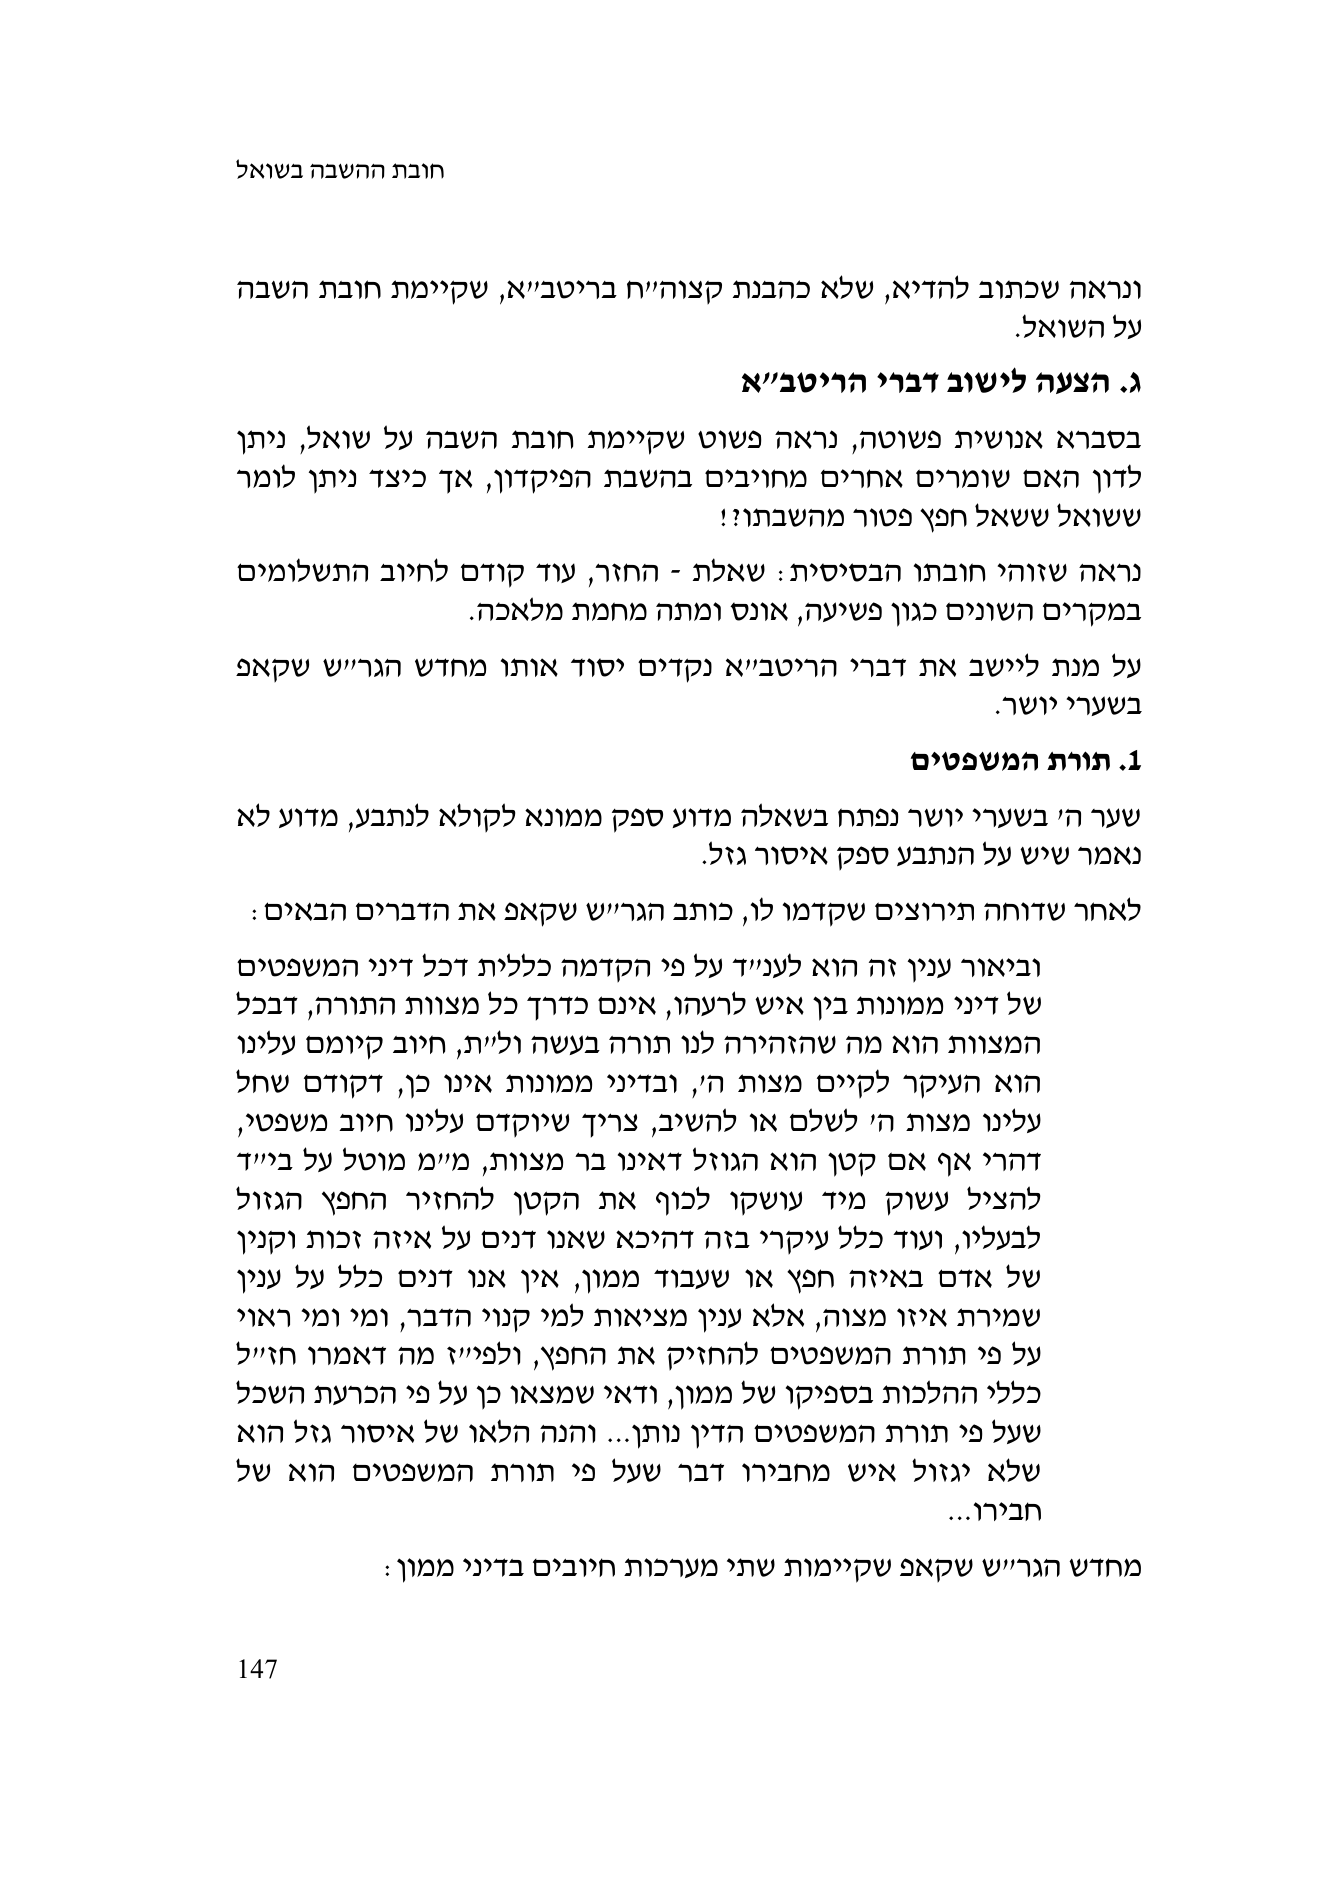 חובת ההשבה בשואל
ונראה שכתוב להדיא, שלא כהבנת קצוה״ח בריטב״א, שקיימת חובת השבה
על השואל.
ג. הצעה לישוב דברי הריטב״א
בסברא אנושית פשוטה, נראה פשוט שקיימת חובת השבה על שואל, ניתן
לדון האם שומרים אחרים מחויבים בהשבת הפיקדון, אך כיצד ניתן לומר
ששואל ששאל חפץ פטור מהשבתו?!
נראה שזוהי חובתו הבסיסית: שאלת - החזר, עוד קודם לחיוב התשלומים
במקרים השונים כגון פשיעה, אונס ומתה מחמת מלאכה.
על מנת ליישב את דברי הריטב״א נקדים יסוד אותו מחדש הגר״ש שקאפ
בשערי יושר.
1. תורת המשפטים
שער ה׳ בשערי יושר נפתח בשאלה מדוע ספק ממונא לקולא לנתבע, מדוע לא
נאמר שיש על הנתבע ספק איסור גזל.
לאחר שדוחה תירוצים שקדמו לו, כותב הגר״ש שקאפ את הדברים הבאים:
וביאור ענין זה הוא לענ״ד על פי הקדמה כללית דכל דיני המשפטים
של דיני ממונות בין איש לרעהו, אינם כדרך כל מצוות התורה, דבכל
המצוות הוא מה שהזהירה לנו תורה בעשה ול״ת, חיוב קיומם עלינו
הוא העיקר לקיים מצות ה׳, ובדיני ממונות אינו כן, דקודם שחל
עלינו מצות ה׳ לשלם או להשיב, צריך שיוקדם עלינו חיוב משפטי,
דהרי אף אם קטן הוא הגוזל דאינו בר מצוות, מ״מ מוטל על בי״ד
להציל עשוק מיד עושקו לכוף את הקטן להחזיר החפץ הגזול
לבעליו, ועוד כלל עיקרי בזה דהיכא שאנו דנים על איזה זכות וקנין
של אדם באיזה חפץ או שעבוד ממון, אין אנו דנים כלל על ענין
שמירת איזו מצוה, אלא ענין מציאות למי קנוי הדבר, ומי ומי ראוי
על פי תורת המשפטים להחזיק את החפץ, ולפי״ז מה דאמרו חז״ל
כללי ההלכות בספיקו של ממון, ודאי שמצאו כן על פי הכרעת השכל
שעל פי תורת המשפטים הדין נותן... והנה הלאו של איסור גזל הוא
שלא יגזול איש מחבירו דבר שעל פי תורת המשפטים הוא של
חבירו...
מחדש הגר״ש שקאפ שקיימות שתי מערכות חיובים בדיני ממון:
147